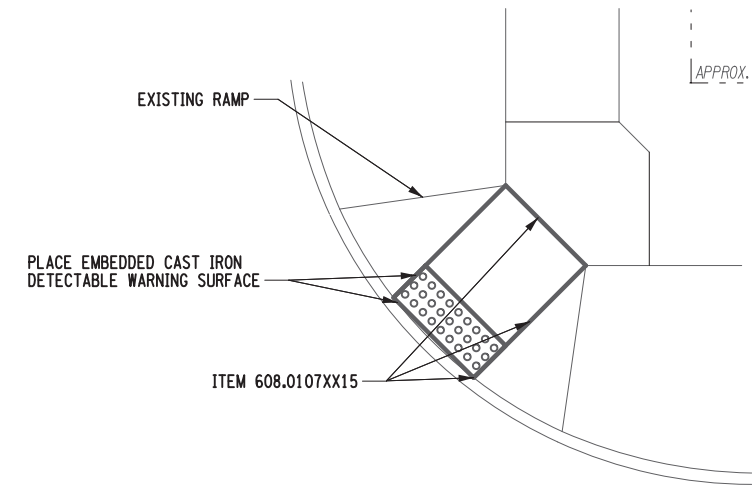 APPROX.
EXISTING RAMP
PLACE EMBEDDED CAST IRON
DETECTABLE WARNING SURFACE
ITEM 608.0107XX15